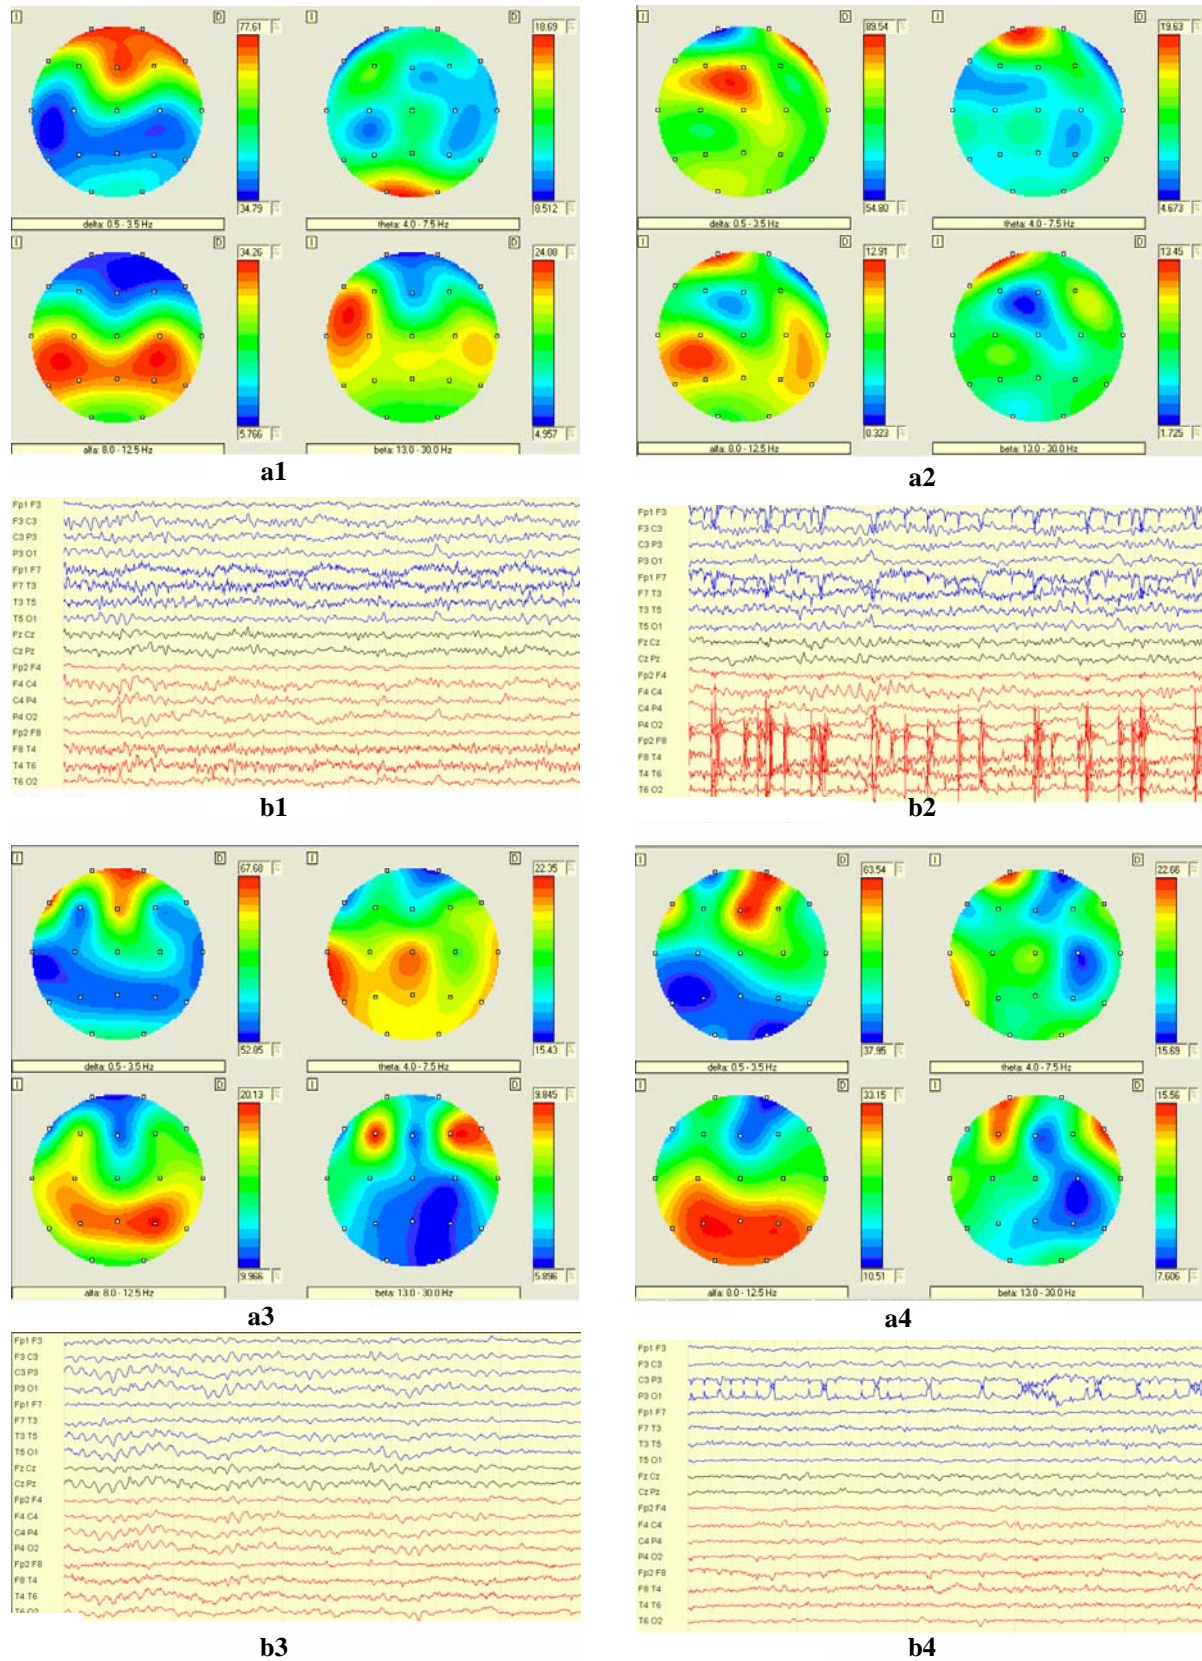 I D 77.61 % I D 18.69 %
34.79 % 8.512 %
delta: 0.5 - 3.5 Hz theta: 4.0 - 7.5 Hz
I D 34.26 % I D 24.08 %
5.766 % 4.957 %
alfa: 8.0 - 12.5 Hz beta: 13.0 - 30.0 Hz
a1
I D 89.54 % I D 19.63 %
54.80 % 4.673 %
delta: 0.5 - 3.5 Hz theta: 4.0 - 7.5 Hz
I D 12.91 % I D 13.45 %
0.323 % 1.725 %
alfa: 8.0 - 12.5 Hz beta: 13.0 - 30.0 Hz
a2
Fp1 F3
F3 C3
C3 P3
P3 O1
Fp1 F7
F7 T3
T3 T5
T5 O1
Fz Cz
Cz Pz
Fp2 F4
F4 C4
C4 P4
P4 O2
Fp2 F8
F8 T4
T4 T6
T6 O2
b1
Fp1 F3
F3 C3
C3 P3
P3 O1
Fp1 F7
F7 T3
T3 T5
T5 O1
Fz Cz
Cz Pz
Fp2 F4
F4 C4
C4 P4
P4 O2
Fp2 F8
F8 T4
T4 T6
T6 O2
b2
I D 67.68 % I D 22.35 %
52.85 % 15.43 %
delta: 0.5 - 3.5 Hz theta: 4.0 - 7.5 Hz
I D 20.13 % I D 9.845 %
9.966 % 5.896 %
alfa: 8.0 - 12.5 Hz beta: 13.0 - 30.0 Hz
a3
I D 63.54 % I D 22.66 %
37.95 % 15.69 %
delta: 0.5 - 3.5 Hz theta: 4.0 - 7.5 Hz
I D 33.15 % I D 15.56 %
10.51 % 7.606 %
alfa: 8.0 - 12.5 Hz beta: 13.0 - 30.0 Hz
a4
Fp1 F3
F3 C3
C3 P3
P3 O1
Fp1 F7
F7 T3
T3 T5
T5 O1
Fz Cz
Cz Pz
Fp2 F4
F4 C4
C4 P4
P4 O2
Fp2 F8
F8 T4
T4 T6
T6 O2
b3
Fp1 F3
F3 C3
C3 P3
P3 O1
Fp1 F7
F7 T3
T3 T5
T5 O1
Fz Cz
Cz Pz
Fp2 F4
F4 C4
C4 P4
P4 O2
Fp2 F8
F8 T4
T4 T6
T6 O2
b4